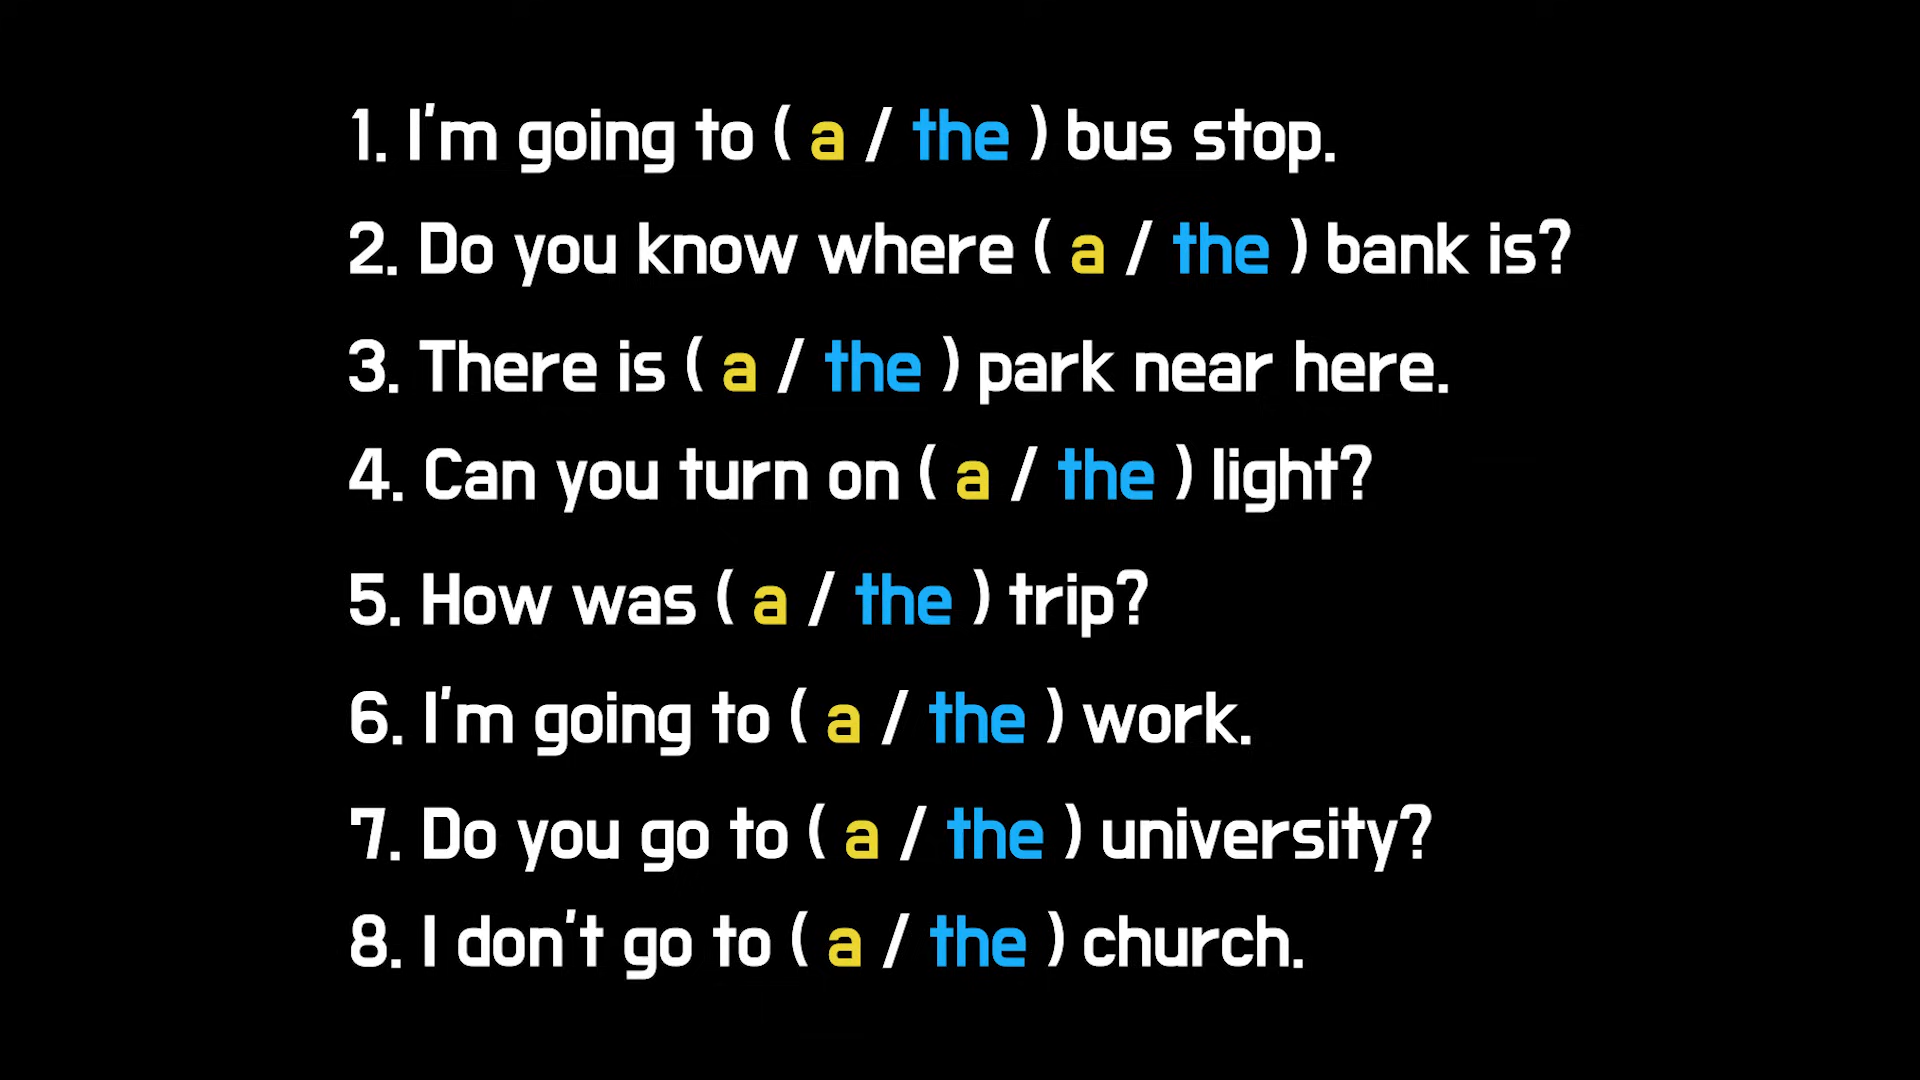 1. I'm going to ( a / the ) bus stop.
2. Do you know where ( a / the ) bank is?
3. There is ( a / the ) park near here.
4. Can you turn on ( a / the ) light?
5. How was ( a / the ) trip?
6. I'm going to ( a / the ) work.
7. Do you go to ( a / the ) university?
8. I don't go to ( a / the ) church.